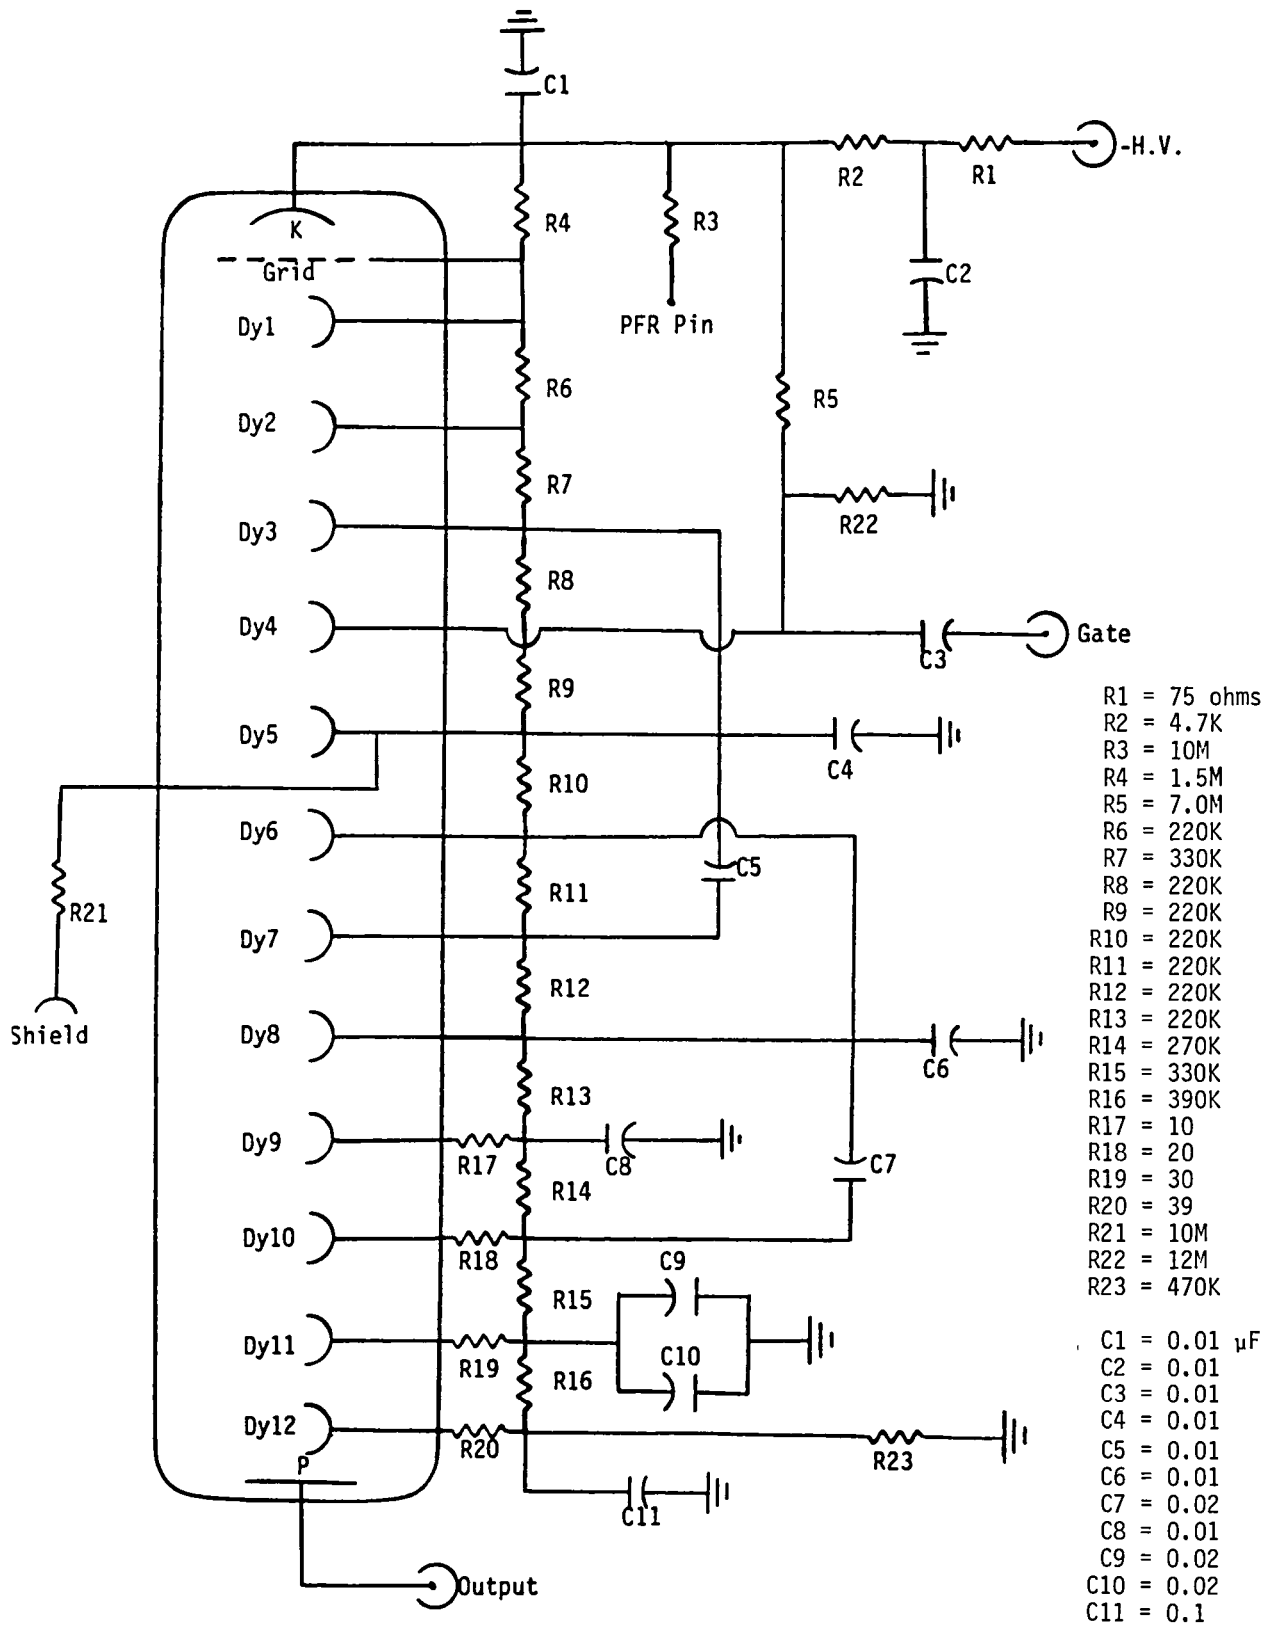 C1
-H.V.
R2
R1
K
R4
R3
Grid
C2
Dy1
PFR Pin
R6
R5
Dy2
R7
R22
Dy3
R8
Dy4
Gate
C3
R9
Dy5
C4
R10
Dy6
C5
R11
R21
Dy7
R12
Shield
Dy8
C6
R13
Dy9
R17
C8
C7
R14
Dy10
R18
C9
R15
Dy11
R19
C10
R16
Dy12
R20
R23
P
C11
Output
R1 = 75 ohms
R2 = 4.7K
R3 = 10M
R4 = 1.5M
R5 = 7.0M
R6 = 220K
R7 = 330K
R8 = 220K
R9 = 220K
R10 = 220K
R11 = 220K
R12 = 220K
R13 = 220K
R14 = 270K
R15 = 330K
R16 = 390K
R17 = 10
R18 = 20
R19 = 30
R20 = 39
R21 = 10M
R22 = 12M
R23 = 470K
C1 = 0.01 µF
C2 = 0.01
C3 = 0.01
C4 = 0.01
C5 = 0.01
C6 = 0.01
C7 = 0.02
C8 = 0.01
C9 = 0.02
C10 = 0.02
C11 = 0.1